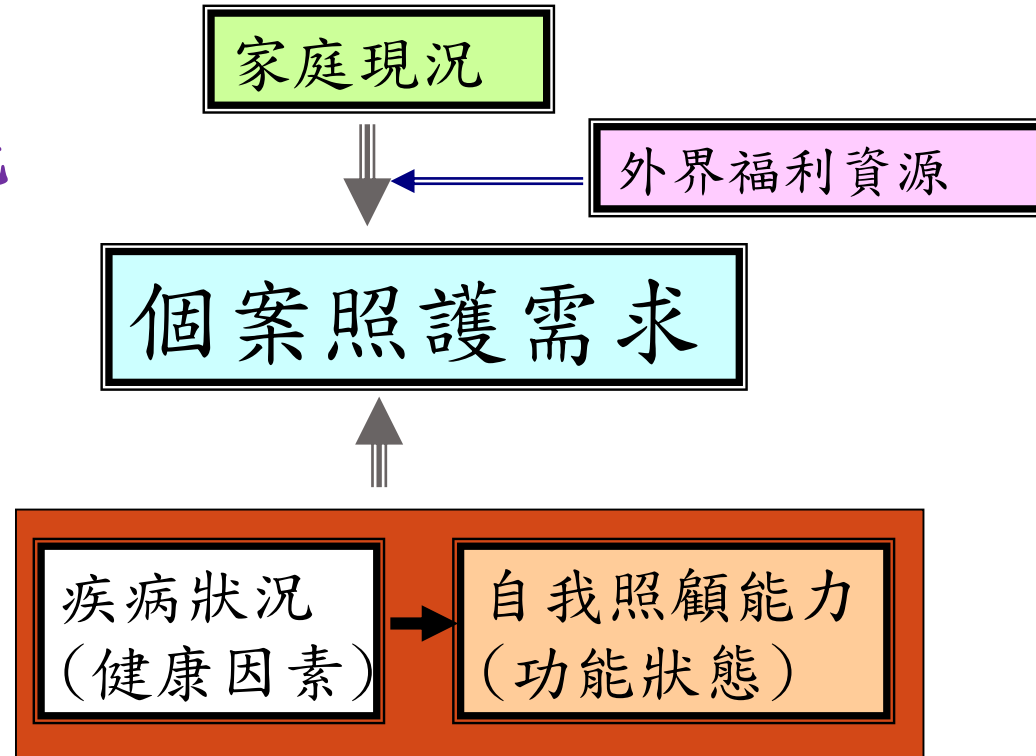 家庭現況
外界福利資源
個案照護需求
疾病狀況
(健康因素)
自我照顧能力
(功能狀態)